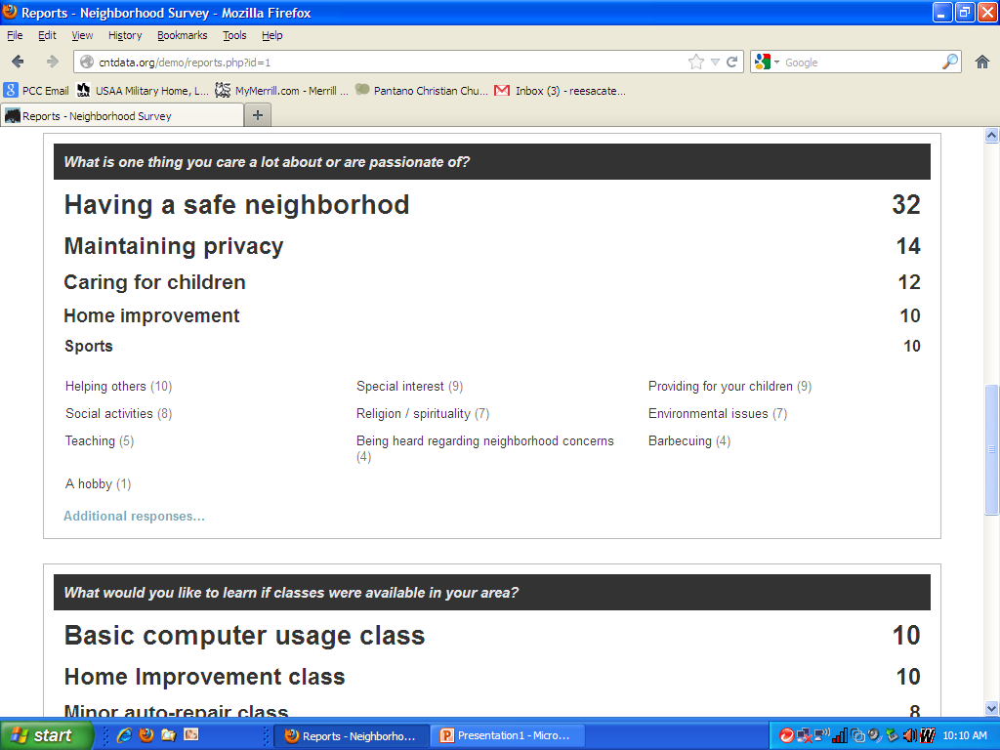 Reports - Neighborhood Survey - Mozilla Firefox
File Edit View History Bookmarks Tools Help
cntdata.org/demo/reports.php?id=1
Google
PCC Email USAA Military Home, L... MyMerrill.com - Merrill ... Pantano Christian Chu... Inbox (3) - reesacate...
Reports - Neighborhood Survey
What is one thing you care a lot about or are passionate of?
Having a safe neighborhod 32
Maintaining privacy 14
Caring for children 12
Home improvement 10
Sports 10
Helping others (10) Special interest (9) Providing for your children (9)
Social activities (8) Religion / spirituality (7) Environmental issues (7)
Teaching (5) Being heard regarding neighborhood concerns (4) Barbecuing (4)
A hobby (1)
Additional responses...
What would you like to learn if classes were available in your area?
Basic computer usage class 10
Home Improvement class 10
Minor auto-repair class 8
start Reports - Neighborho... Presentation1 - Micro... 10:10 AM